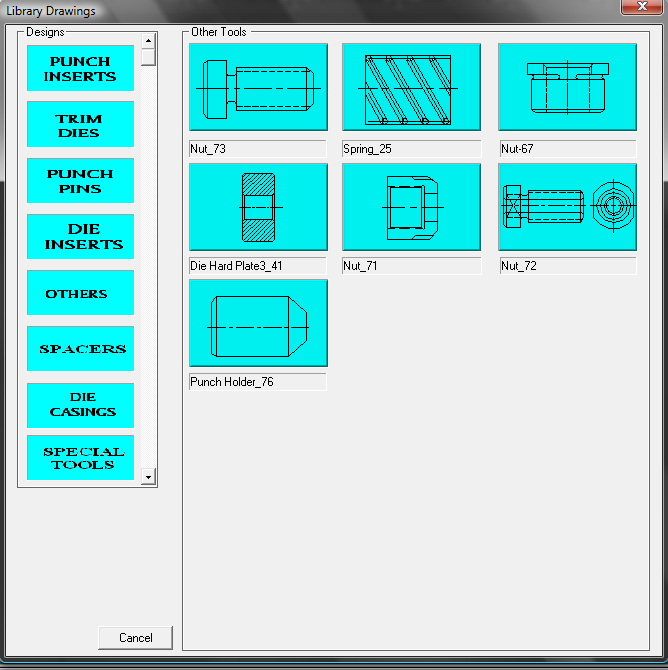 Library Drawings
Designs
PUNCH
INSERTS
TRIM
DIES
PUNCH
PINS
DIE
INSERTS
OTHERS
SPACERS
DIE
CASINGS
SPECIAL
TOOLS
Other Tools
Nut_73
Spring_25
Nut-67
Die Hard Plate3_41
Nut_71
Nut_72
Punch Holder_76
Cancel